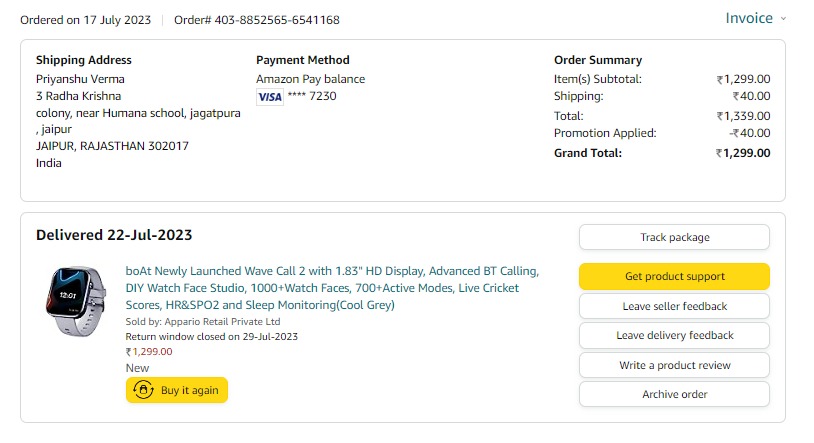 Ordered on 17 July 2023 Order# 403-8852565-6541168
Invoice
Shipping Address
Priyanshu Verma
3 Radha Krishna
colony, near Humana school, jagatpura
, jaipur
JAIPUR, RAJASTHAN 302017
India
Payment Method
Amazon Pay balance
VISA **** 7230
Order Summary
Item(s) Subtotal: ₹1,299.00
Shipping: ₹40.00
Total: ₹1,339.00
Promotion Applied: -₹40.00
Grand Total: ₹1,299.00
Delivered 22-Jul-2023
12:01
boAt Newly Launched Wave Call 2 with 1.83" HD Display, Advanced BT Calling,
DIY Watch Face Studio, 1000+Watch Faces, 700+Active Modes, Live Cricket
Scores, HR&SPO2 and Sleep Monitoring(Cool Grey)
Sold by: Appario Retail Private Ltd
Return window closed on 29-Jul-2023
₹1,299.00
New
Buy it again
Track package
Get product support
Leave seller feedback
Leave delivery feedback
Write a product review
Archive order